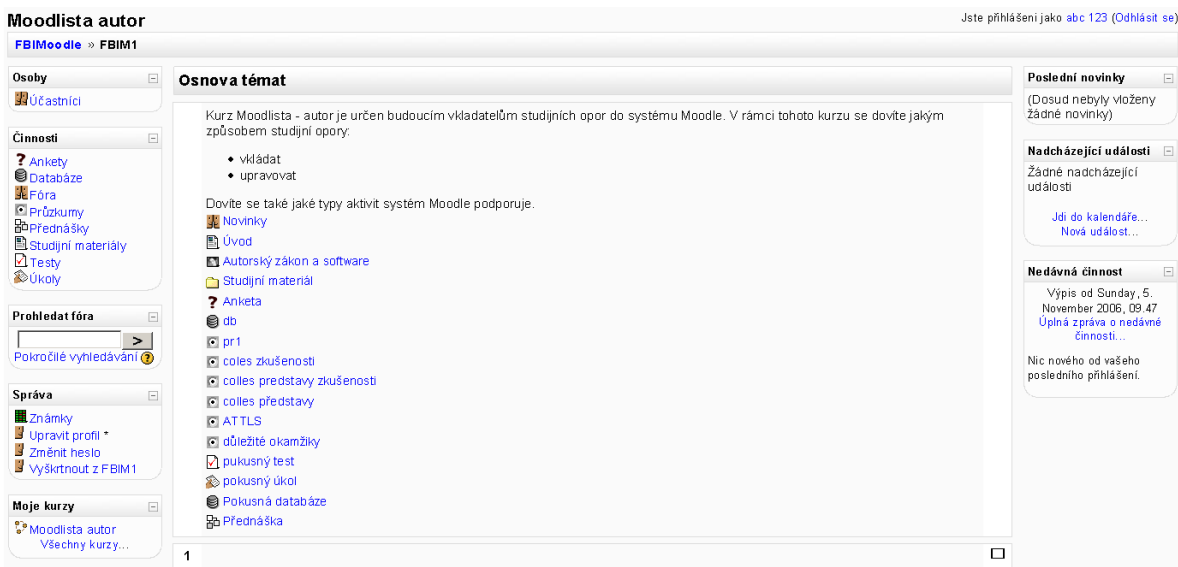 Moodlista autor
Jste přihlášeni jako abc 123 (Odhlásit se)
FBIMoodle » FBIM1
Osoby
Účastníci
Činnosti
Ankety
Databáze
Fóra
Průzkumy
Přednášky
Studijní materiály
Testy
Úkoly
Prohledat fóra
>
Pokročilé vyhledávání ?
Správa
Známky
Upravit profil *
Změnit heslo
Vyškrtnout z FBIM1
Moje kurzy
Moodlista autor
Všechny kurzy...
Osnova témat
Kurz Moodlista - autor je určen budoucím vkladatelům studijních opor do systému Moodle. V rámci tohoto kurzu se dovíte jakým
způsobem studijní opory:
• vkládat
• upravovat
Dovíte se také jaké typy aktivit systém Moodle podporuje.
Novinky
Úvod
Autorský zákon a software
Studijní materiál
Anketa
db
pr1
coles zkušenosti
colles predstavy zkušenosti
colles představy
ATTLS
důležité okamžiky
pukusný test
pokusný úkol
Pokusná databáze
Přednáška
1
Poslední novinky
(Dosud nebyly vloženy
žádné novinky)
Nadcházející události
Žádné nadcházející
události
Jdi do kalendáře...
Nová událost...
Nedávná činnost
Výpis od Sunday, 5.
November 2006, 09.47
Úplná zpráva o nedávné
činnosti...
Nic nového od vašeho
posledního přihlášení.